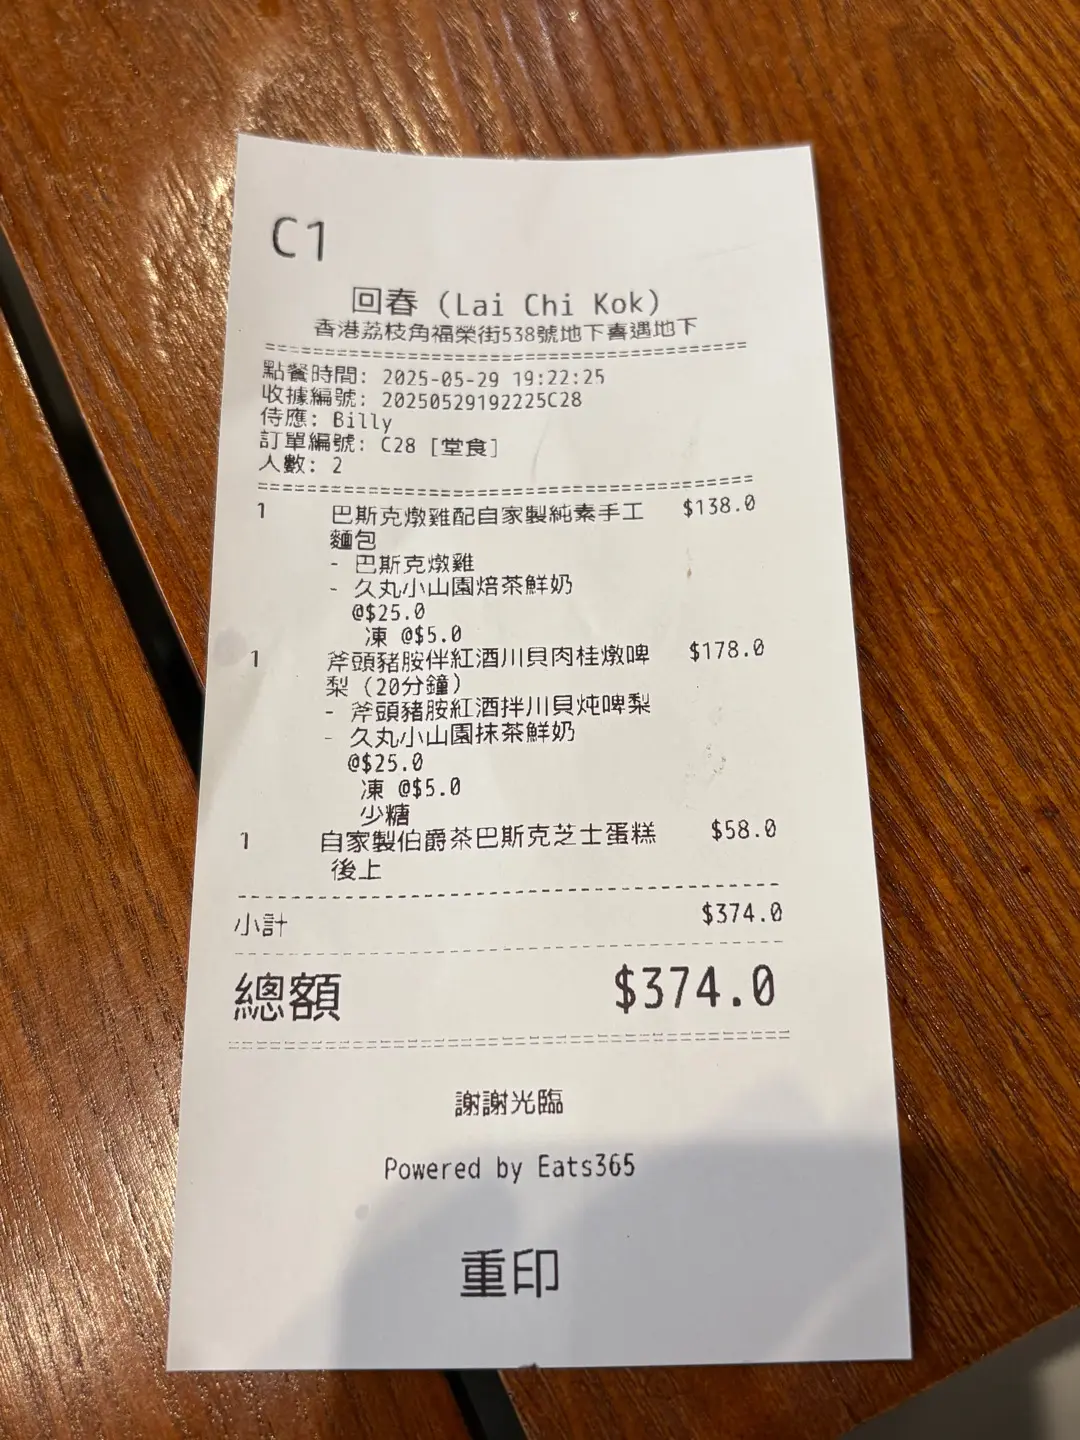 C1
回春 (Lai Chi Kok)
香港荔枝角福榮街538號地下喜遇地下
點餐時間: 2025-05-29 19:22:25
收據編號: 20250529192225C28
侍應: Billy
訂單編號: C28 [堂食]
人數: 2
1 巴斯克燉雞配自家製純素手工 $138.0
麵包
- 巴斯克燉雞
- 久丸小山園焙茶鮮奶
@$25.0
凍 @$5.0
1 斧頭豬胺伴紅酒川貝肉桂燉啤 $178.0
梨 (20分鐘)
- 斧頭豬胺紅酒拌川貝炖啤梨
- 久丸小山園抹茶鮮奶
@$25.0
凍 @$5.0
少糖
1 自家製伯爵茶巴斯克芝士蛋糕 $58.0
後上
小計 $374.0
總額 $374.0
謝謝光臨
Powered by Eats365
重印